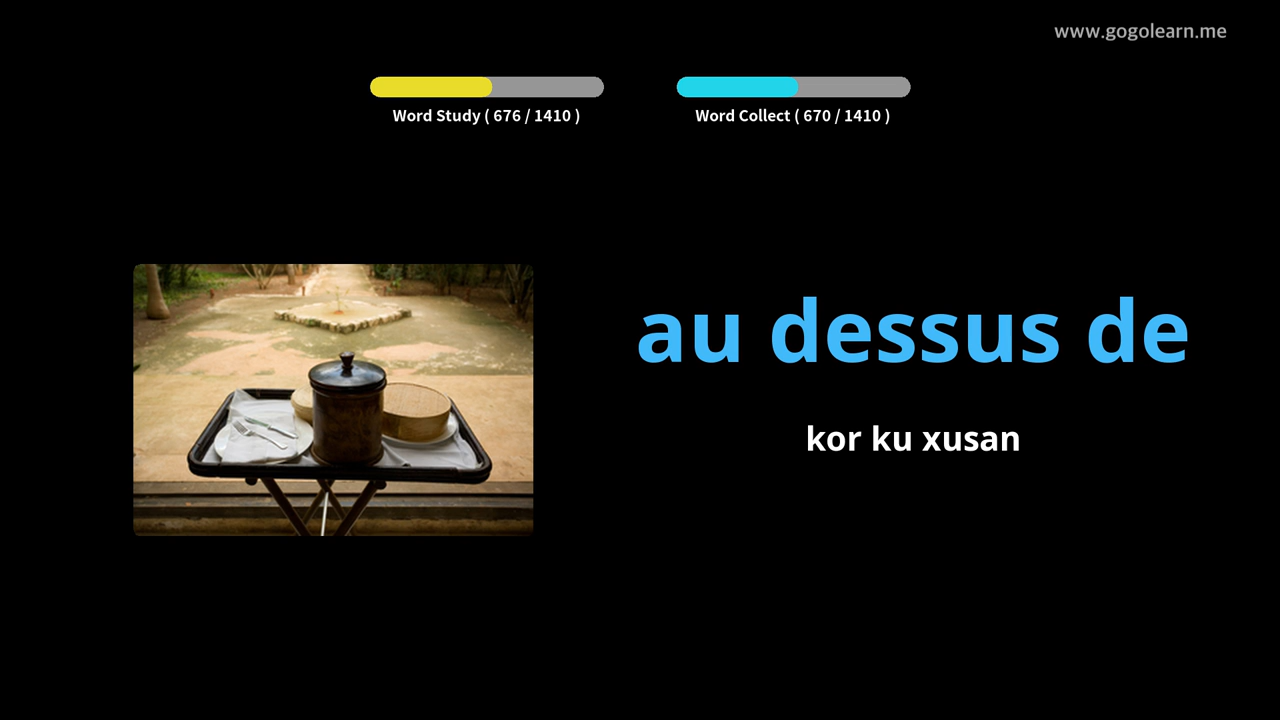 www.gogolearn.me
Word Study ( 676 / 1410 )
Word Collect ( 670 / 1410 )
au dessus de
kor ku xusan